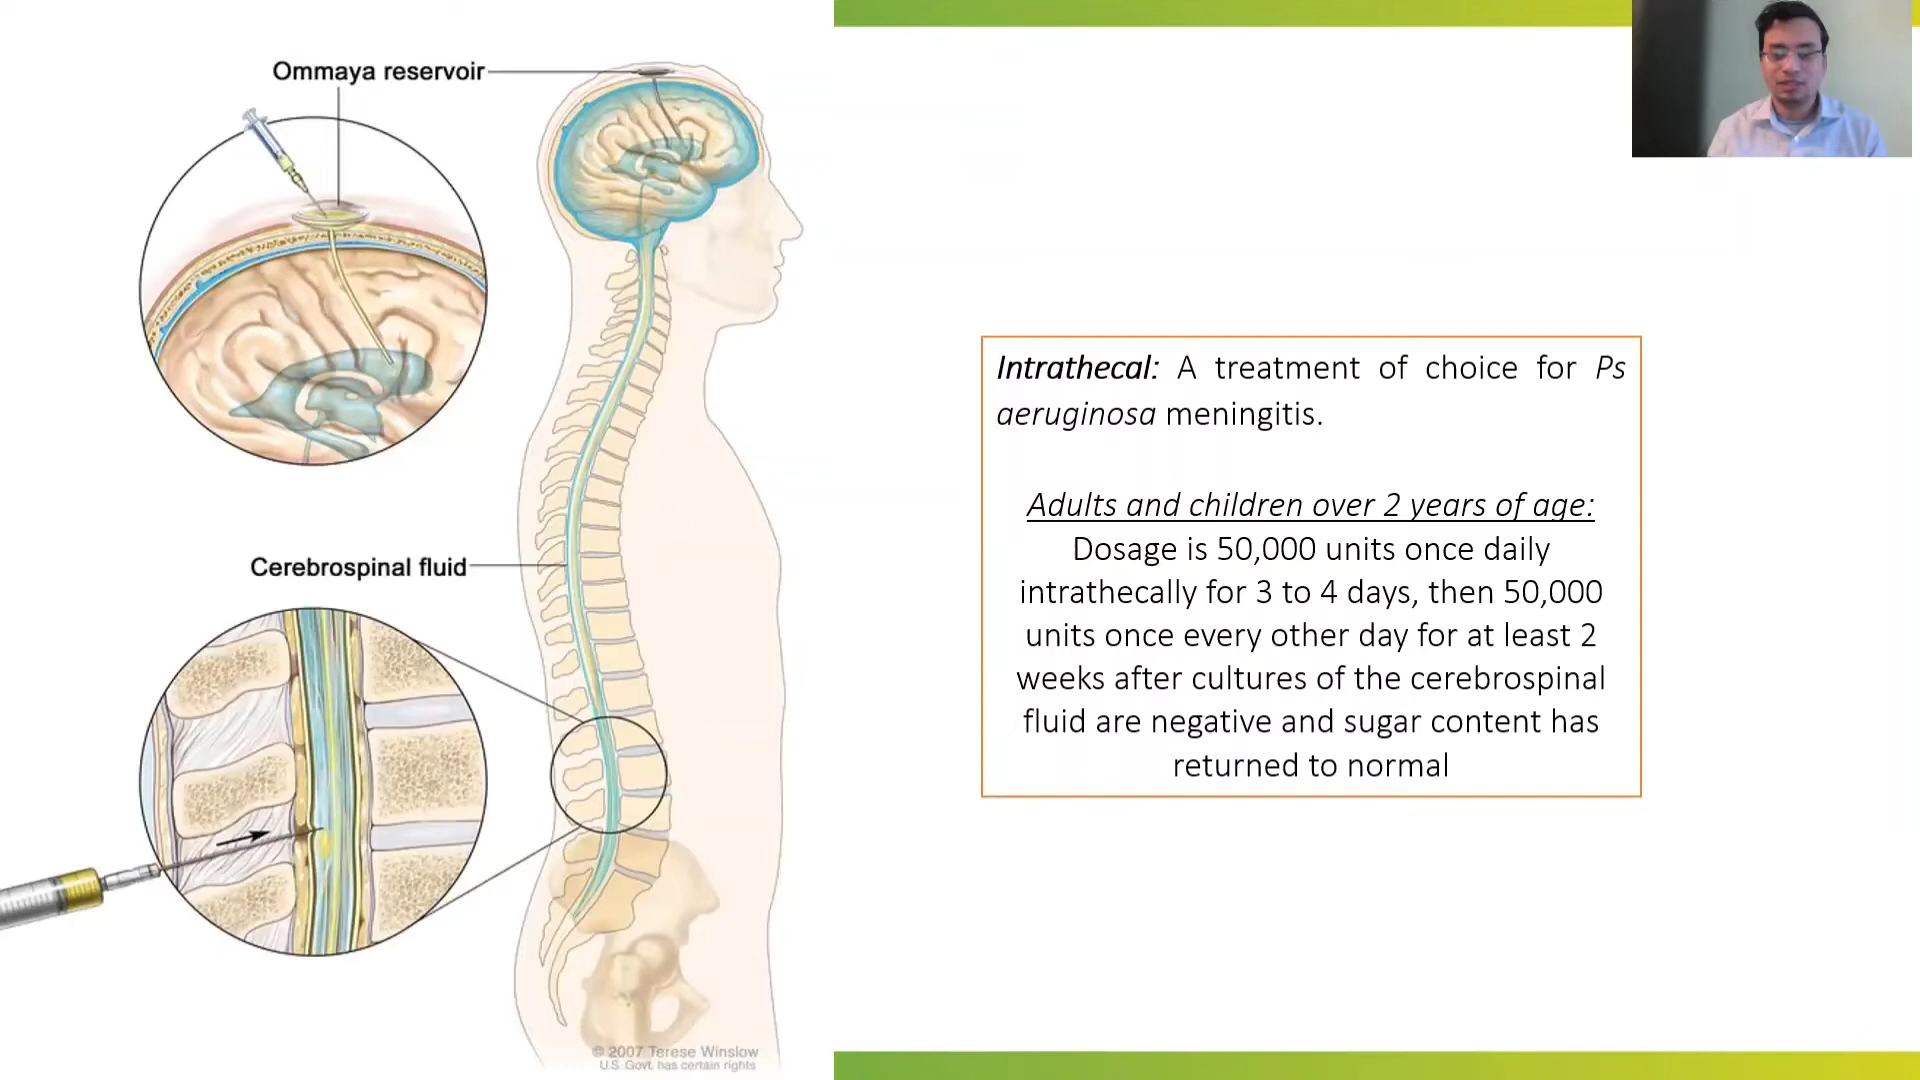 Ommaya reservoir
Cerebrospinal fluid
© 2007 Terese Winslow
U.S. Govt. has certain rights
Intrathecal: A treatment of choice for Ps
aeruginosa meningitis.
Adults and children over 2 years of age:
Dosage is 50,000 units once daily
intrathecally for 3 to 4 days, then 50,000
units once every other day for at least 2
weeks after cultures of the cerebrospinal
fluid are negative and sugar content has
returned to normal